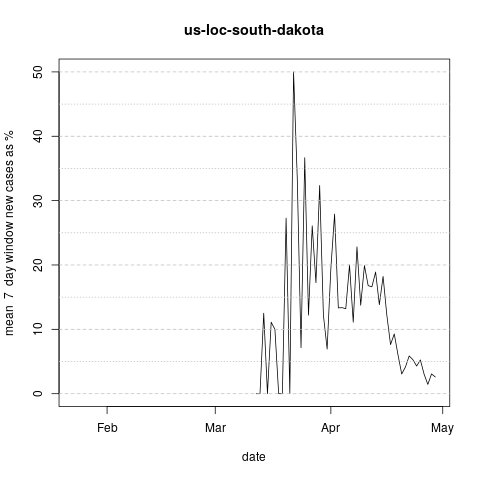 us-loc-south-dakota
mean  7  day window new cases as %
50
40
30
20
10
0
Feb
Mar
Apr
May
date